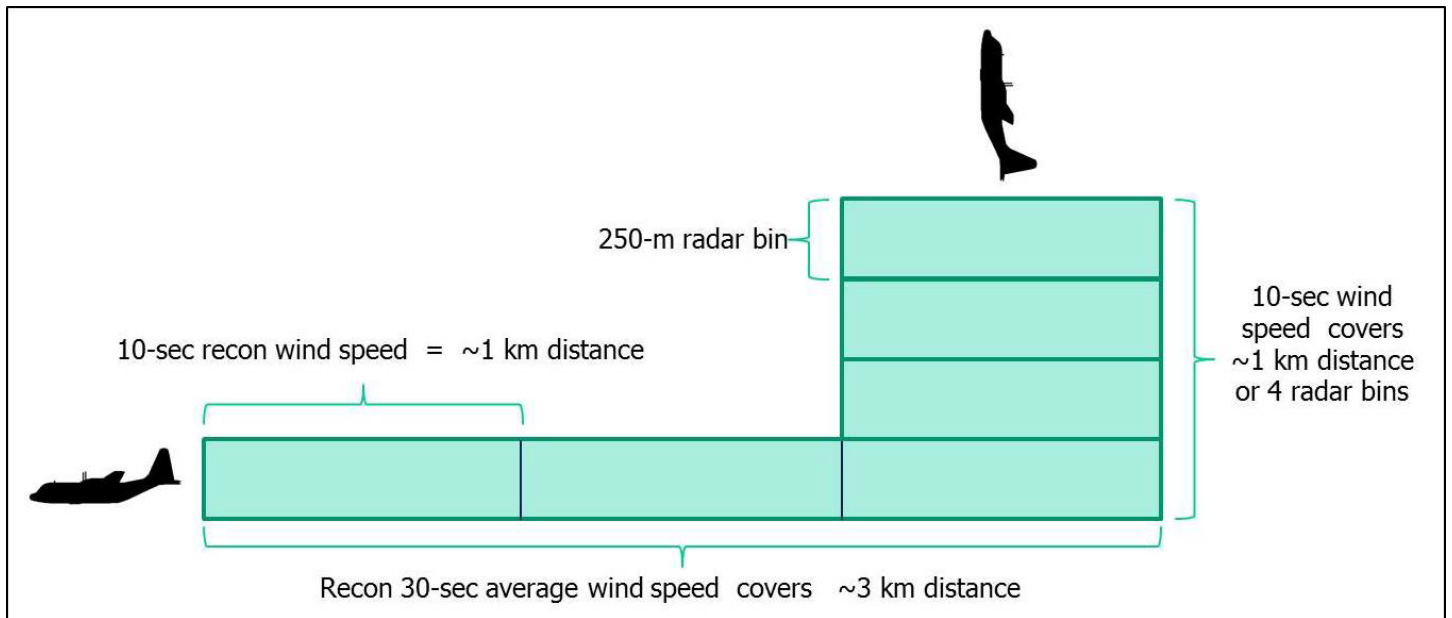 250-m radar bin
10-sec wind
speed covers
~1 km distance
or 4 radar bins
10-sec recon wind speed = ~1 km distance
Recon 30-sec average wind speed covers ~3 km distance